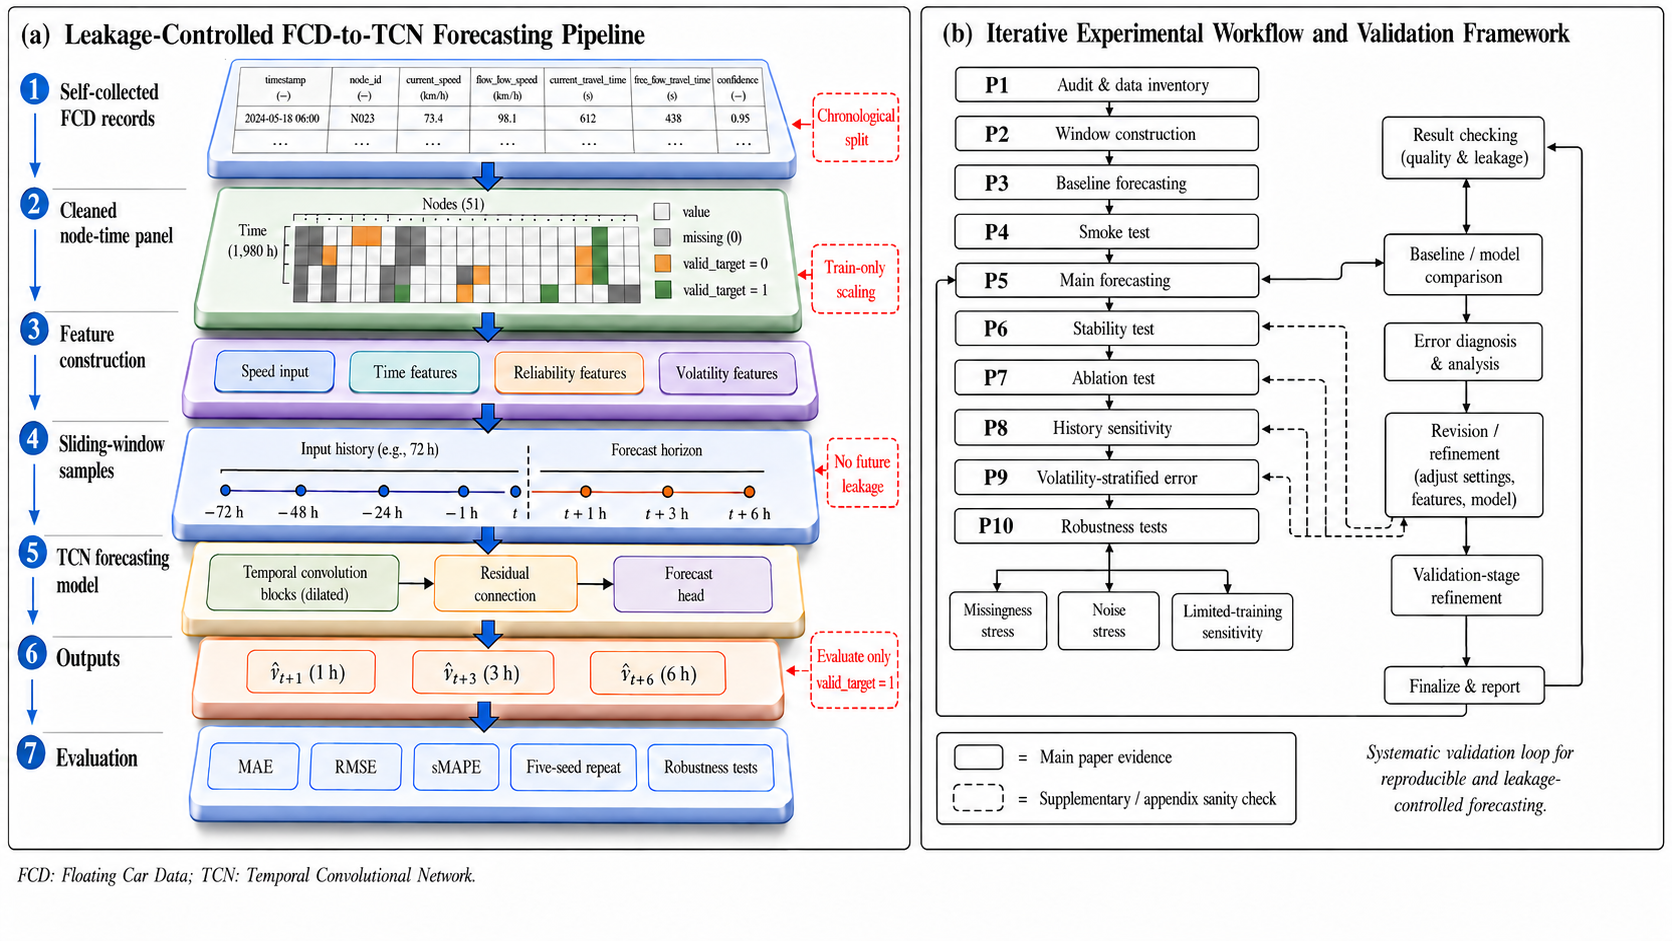 (a) Leakage-Controlled FCD-to-TCN Forecasting Pipeline
1
Self-collected
FCD records
timestamp
(–)
node_id
(–)
current_speed
(km/h)
flow_fow_speed
(km/h)
current_travel_time
(s)
free_fow_travel_time
(s)
confidence
(–)
2024-05-18 06:00 N023 73.4 98.1 612 438 0.95
... ... ... ... ... ... ...
Chronological
split
2
Cleaned
node-time panel
Nodes (51)
Time
(1,980 h)
value
missing (0)
valid_target = 0
valid_target = 1
Train-only
scaling
3
Feature
construction
Speed input
Time features
Reliability features
Volatility features
4
Sliding-window
samples
Input history (e.g., 72 h)
Forecast horizon
−72 h −48 h −24 h −1 h t t + 1 h t + 3 h t + 6 h
No future
leakage
5
TCN forecasting
model
Temporal convolution
blocks (dilated)
Residual
connection
Forecast
head
6
Outputs
v̂t+1 (1 h)
v̂t+3 (3 h)
v̂t+6 (6 h)
Evaluate only
valid_target = 1
7
Evaluation
MAE
RMSE
sMAPE
Five-seed repeat
Robustness tests
(b) Iterative Experimental Workflow and Validation Framework
P1 Audit & data inventory
P2 Window construction
P3 Baseline forecasting
P4 Smoke test
P5 Main forecasting
P6 Stability test
P7 Ablation test
P8 History sensitivity
P9 Volatility-stratified error
P10 Robustness tests
Missingness
stress
Noise
stress
Limited-training
sensitivity
Result checking
(quality & leakage)
Baseline / model
comparison
Error diagnosis
& analysis
Revision /
refinement
(adjust settings,
features, model)
Validation-stage
refinement
Finalize & report
= Main paper evidence
= Supplementary / appendix sanity check
Systematic validation loop for
reproducible and leakage-
controlled forecasting.
FCD: Floating Car Data; TCN: Temporal Convolutional Network.